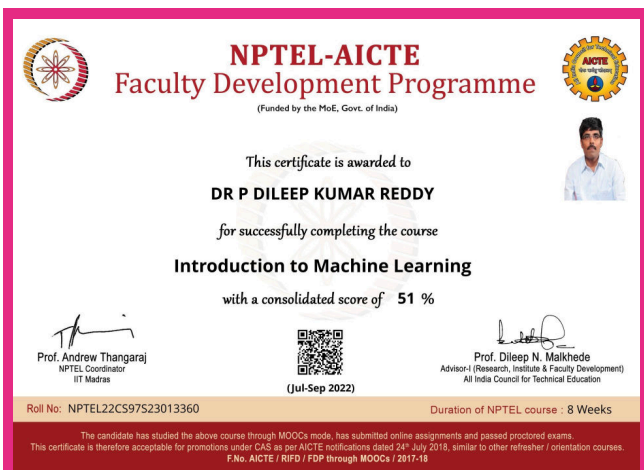 NPTEL-AICTE
Faculty Development Programme
(Funded by the MoE, Govt. of India)
AICTE
This certificate is awarded to
DR P DILEEP KUMAR REDDY
for successfully completing the course
Introduction to Machine Learning
with a consolidated score of 51 %
Prof. Andrew Thangaraj
NPTEL Coordinator
IIT Madras
(Jul-Sep 2022)
Prof. Dileep N. Malkhede
Advisor-I (Research, Institute & Faculty Development)
All India Council for Technical Education
Roll No: NPTEL22CS97S23013360
Duration of NPTEL course : 8 Weeks
The candidate has studied the above course through MOOCs mode, has submitted online assignments and passed proctored exams.
This certificate is therefore acceptable for promotions under CAS as per AICTE notifications dated 24th July 2018, similar to other refresher / orientation courses.
F.No. AICTE / RIFD / FDP through MOOCs / 2017-18